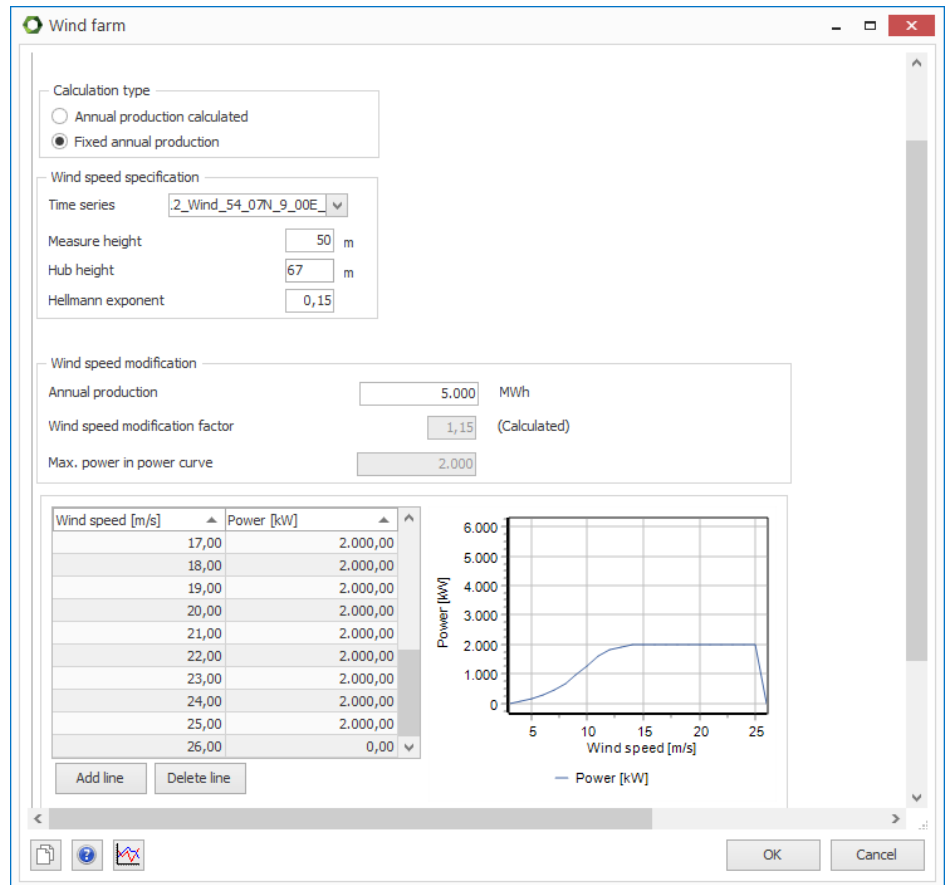 Wind farm
Calculation type
Annual production calculated
Fixed annual production
Wind speed specification
Time series .2_Wind_54_07N_9_00E_
Measure height 50 m
Hub height 67 m
Hellmann exponent 0,15
Wind speed modification
Annual production 5.000 MWh
Wind speed modification factor 1,15 (Calculated)
Max. power in power curve 2.000
Wind speed [m/s] Power [kW]
17,00 2.000,00
18,00 2.000,00
19,00 2.000,00
20,00 2.000,00
21,00 2.000,00
22,00 2.000,00
23,00 2.000,00
24,00 2.000,00
25,00 2.000,00
26,00 0,00
Add line Delete line
Power [kW]
6.000
5.000
4.000
3.000
2.000
1.000
0
5 10 15 20 25
Wind speed [m/s]
Power [kW]
OK Cancel